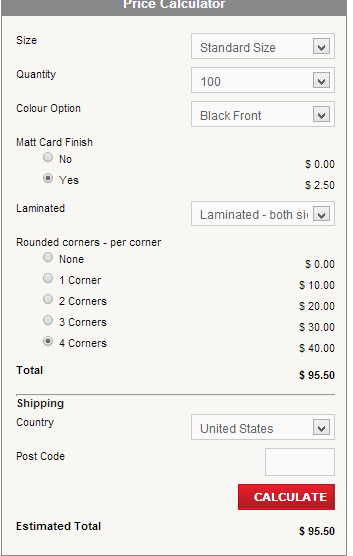 Price Calculator
Size Standard Size
Quantity 100
Colour Option Black Front
Matt Card Finish
No $ 0.00
Yes $ 2.50
Laminated Laminated - both si
Rounded corners - per corner
None $ 0.00
1 Corner $ 10.00
2 Corners $ 20.00
3 Corners $ 30.00
4 Corners $ 40.00
Total $ 95.50
Shipping
Country United States
Post Code
CALCULATE
Estimated Total $ 95.50